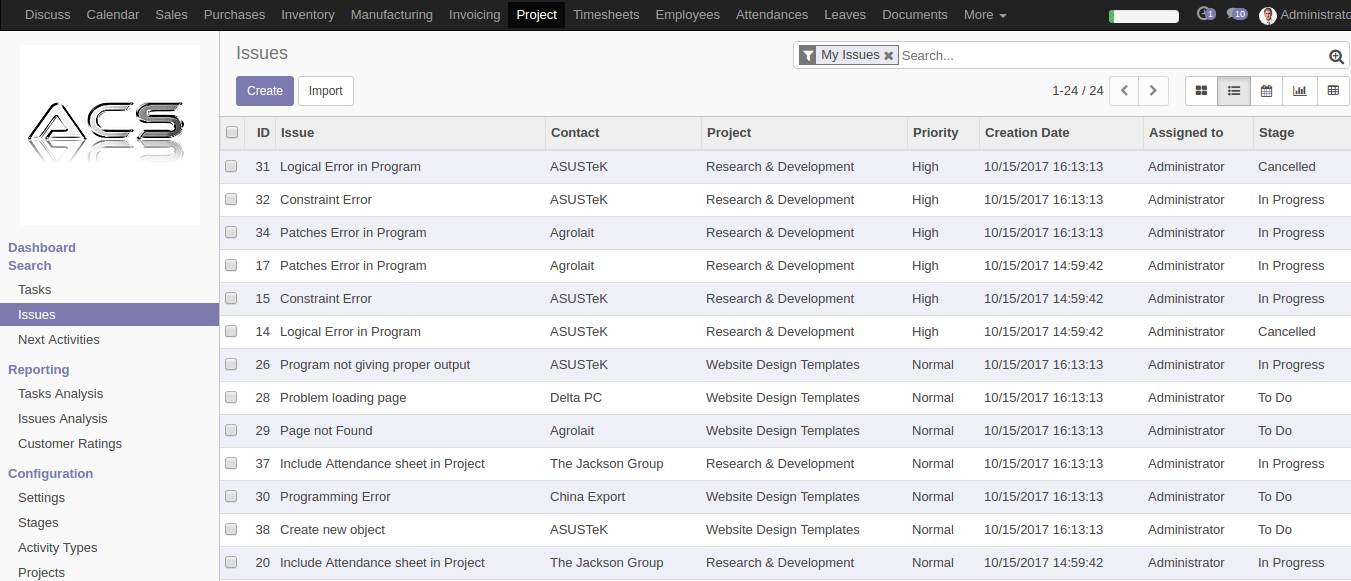 Discuss Calendar Sales Purchases Inventory Manufacturing Invoicing Project Timesheets Employees Attendances Leaves Documents More 1 10 Administrato
ACS
Issues
My Issues Search...
Create Import
1-24 / 24
Dashboard
Search
Tasks
Issues
Next Activities
Reporting
Tasks Analysis
Issues Analysis
Customer Ratings
Configuration
Settings
Stages
Activity Types
Projects
ID Issue Contact Project Priority Creation Date Assigned to Stage
31 Logical Error in Program ASUSTeK Research & Development High 10/15/2017 16:13:13 Administrator Cancelled
32 Constraint Error ASUSTeK Research & Development High 10/15/2017 16:13:13 Administrator In Progress
34 Patches Error in Program Agrolait Research & Development High 10/15/2017 16:13:13 Administrator In Progress
17 Patches Error in Program Agrolait Research & Development High 10/15/2017 14:59:42 Administrator In Progress
15 Constraint Error ASUSTeK Research & Development High 10/15/2017 14:59:42 Administrator In Progress
14 Logical Error in Program ASUSTeK Research & Development High 10/15/2017 14:59:42 Administrator Cancelled
26 Program not giving proper output ASUSTeK Website Design Templates Normal 10/15/2017 16:13:13 Administrator In Progress
28 Problem loading page Delta PC Website Design Templates Normal 10/15/2017 16:13:13 Administrator To Do
29 Page not Found Agrolait Website Design Templates Normal 10/15/2017 16:13:13 Administrator To Do
37 Include Attendance sheet in Project The Jackson Group Research & Development Normal 10/15/2017 16:13:13 Administrator In Progress
30 Programming Error China Export Website Design Templates Normal 10/15/2017 16:13:13 Administrator To Do
38 Create new object ASUSTeK Website Design Templates Normal 10/15/2017 16:13:13 Administrator To Do
20 Include Attendance sheet in Project The Jackson Group Research & Development Normal 10/15/2017 14:59:42 Administrator In Progress